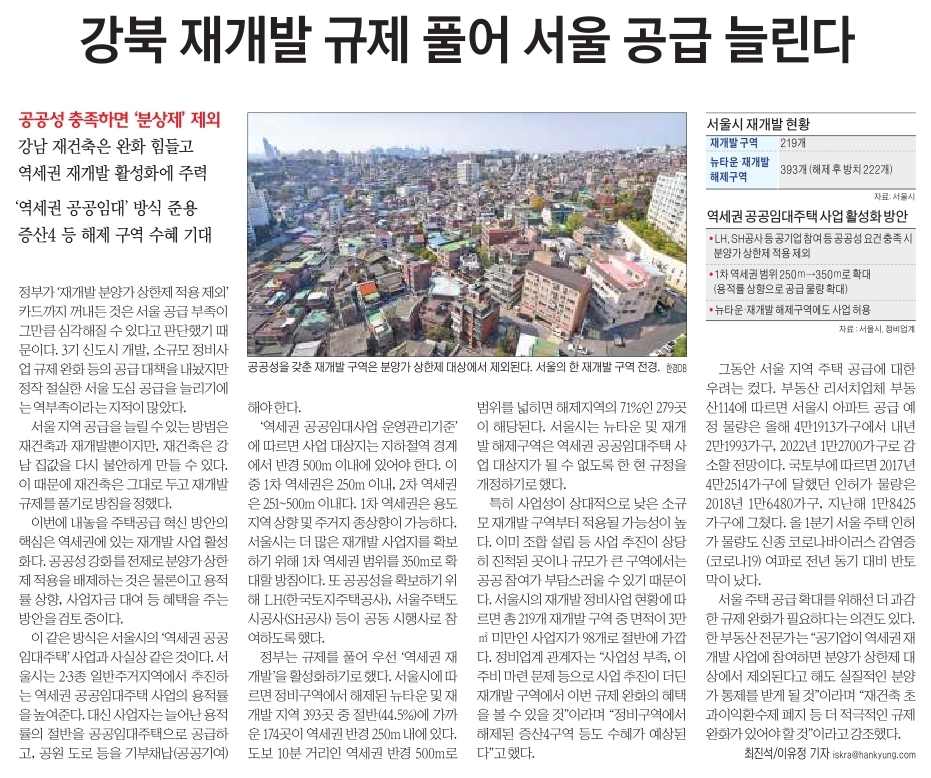 강북 재개발 규제 풀어 서울 공급 늘린다
공공성 충족하면 ‘분상제’ 제외
강남 재건축은 완화 힘들고
역세권 재개발 활성화에 주력
‘역세권 공공임대’ 방식 준용
증산4 등 해제 구역 수혜 기대
정부가 ‘재개발 분양가 상한제 적용 제외’
카드까지 꺼내든 것은 서울 공급 부족이
그만큼 심각해질 수 있다고 판단했기 때
문이다. 3기 신도시 개발, 소규모 정비사
업 규제 완화 등의 공급 대책을 내놨지만
정작 절실한 서울 도심 공급을 늘리기에
는 역부족이라는 지적이 많았다.
서울 지역 공급을 늘릴 수 있는 방법은
재건축과 재개발뿐이지만, 재건축은 강
남 집값을 다시 불안하게 만들 수 있다.
이 때문에 재건축은 그대로 두고 재개발
규제를 풀기로 방침을 정했다.
이번에 내놓을 주택공급 혁신 방안의
핵심은 역세권에 있는 재개발 사업 활성
화다. 공공성 강화를 전제로 분양가 상한
제 적용을 배제하는 것은 물론이고 용적
률 상향, 사업자금 대여 등 혜택을 주는
방안을 검토 중이다.
이 같은 방식은 서울시의 ‘역세권 공공
임대주택’ 사업과 사실상 같은 것이다. 서
울시는 2·3종 일반주거지역에서 추진하
는 역세권 공공임대주택 사업의 용적률
을 높여준다. 대신 사업자는 늘어난 용적
률의 절반을 공공임대주택으로 공급하
고, 공원 도로 등을 기부채납(공공기여)
공공성을 갖춘 재개발 구역은 분양가 상한제 대상에서 제외된다. 서울의 한 재개발 구역 전경. 한경DB
해야 한다.
‘역세권 공공임대사업 운영관리기준’
에 따르면 사업 대상지는 지하철역 경계
에서 반경 500m 이내에 있어야 한다. 이
중 1차 역세권은 250m 이내, 2차 역세권
은 251~500m 이내다. 1차 역세권은 용도
지역 상향 및 주거지 종상향이 가능하다.
서울시는 더 많은 재개발 사업지를 확보
하기 위해 1차 역세권 범위를 350m로 확
대할 방침이다. 또 공공성을 확보하기 위
해 LH(한국토지주택공사), 서울주택도
시공사(SH공사) 등이 공동 시행사로 참
여하도록 했다.
정부는 규제를 풀어 우선 ‘역세권 재
개발’을 활성화하기로 했다. 서울시에 따
르면 정비구역에서 해제된 뉴타운 및 재
개발 지역 393곳 중 절반(44.5%)에 가까
운 174곳이 역세권 반경 250m 내에 있다.
도보 10분 거리인 역세권 반경 500m로
범위를 넓히면 해제지역의 71%인 279곳
이 해당된다. 서울시는 뉴타운 및 재개
발 해제구역은 역세권 공공임대주택 사
업 대상지가 될 수 없도록 한 현 규정을
개정하기로 했다.
특히 사업성이 상대적으로 낮은 소규
모 재개발 구역부터 적용될 가능성이 높
다. 이미 조합 설립 등 사업 추진이 상당
히 진척된 곳이나 규모가 큰 구역에서는
공공 참여가 부담스러울 수 있기 때문이
다. 서울시의 재개발 정비사업 현황에 따
르면 총 219개 재개발 구역 중 면적이 3만
㎡ 미만인 사업지가 98개로 절반에 가깝
다. 정비업계 관계자는 “사업성 부족, 이
주비 마련 문제 등으로 사업 추진이 더딘
재개발 구역에서 이번 규제 완화의 혜택
을 볼 수 있을 것”이라며 “정비구역에서
해제된 증산4구역 등도 수혜가 예상된
다”고 했다.
서울시 재개발 현황
재개발 구역 219개
뉴타운·재개발 해제구역 393개 (해제 후 방치 222개)
자료: 서울시
역세권 공공임대주택 사업 활성화 방안
• LH, SH공사 등 공기업 참여 등 공공성 요건 충족 시
분양가 상한제 적용 제외
• 1차 역세권 범위 250m→350m로 확대
(용적률 상향으로 공급 물량 확대)
• 뉴타운·재개발 해제구역에도 사업 허용
자료: 서울시, 정비업계
그동안 서울 지역 주택 공급에 대한
우려는 컸다. 부동산 리서치업체 부동
산114에 따르면 서울시 아파트 공급 예
정 물량은 올해 4만1913가구에서 내년
2만1993가구, 2022년 1만2700가구로 감
소할 전망이다. 국토부에 따르면 2017년
4만2514가구에 달했던 인허가 물량은
2018년 1만6480가구, 지난해 1만8425
가구에 그쳤다. 올 1분기 서울 주택 인허
가 물량도 신종 코로나바이러스 감염증
(코로나19) 여파로 전년 동기 대비 반토
막이 났다.
서울 주택 공급 확대를 위해선 더 과감
한 규제 완화가 필요하다는 의견도 있다.
한 부동산 전문가는 “공기업이 역세권 재
개발 사업에 참여하면 분양가 상한제 대
상에서 제외된다고 해도 실질적인 분양
가 통제를 받게 될 것”이라며 “재건축 초
과이익환수제 폐지 등 더 적극적인 규제
완화가 있어야 할 것”이라고 강조했다.
최진석/이유정 기자 iskra@hankyung.com